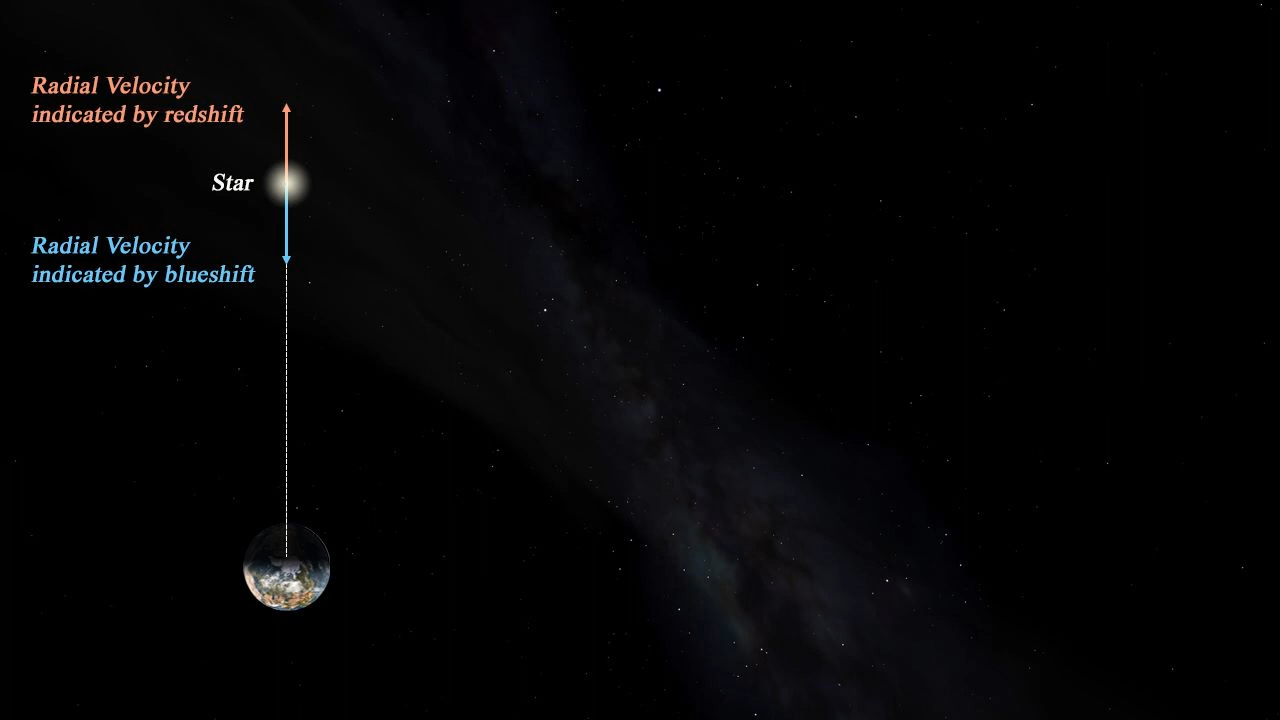 Radial Velocity
indicated by redshift
Star
Radial Velocity
indicated by blueshift